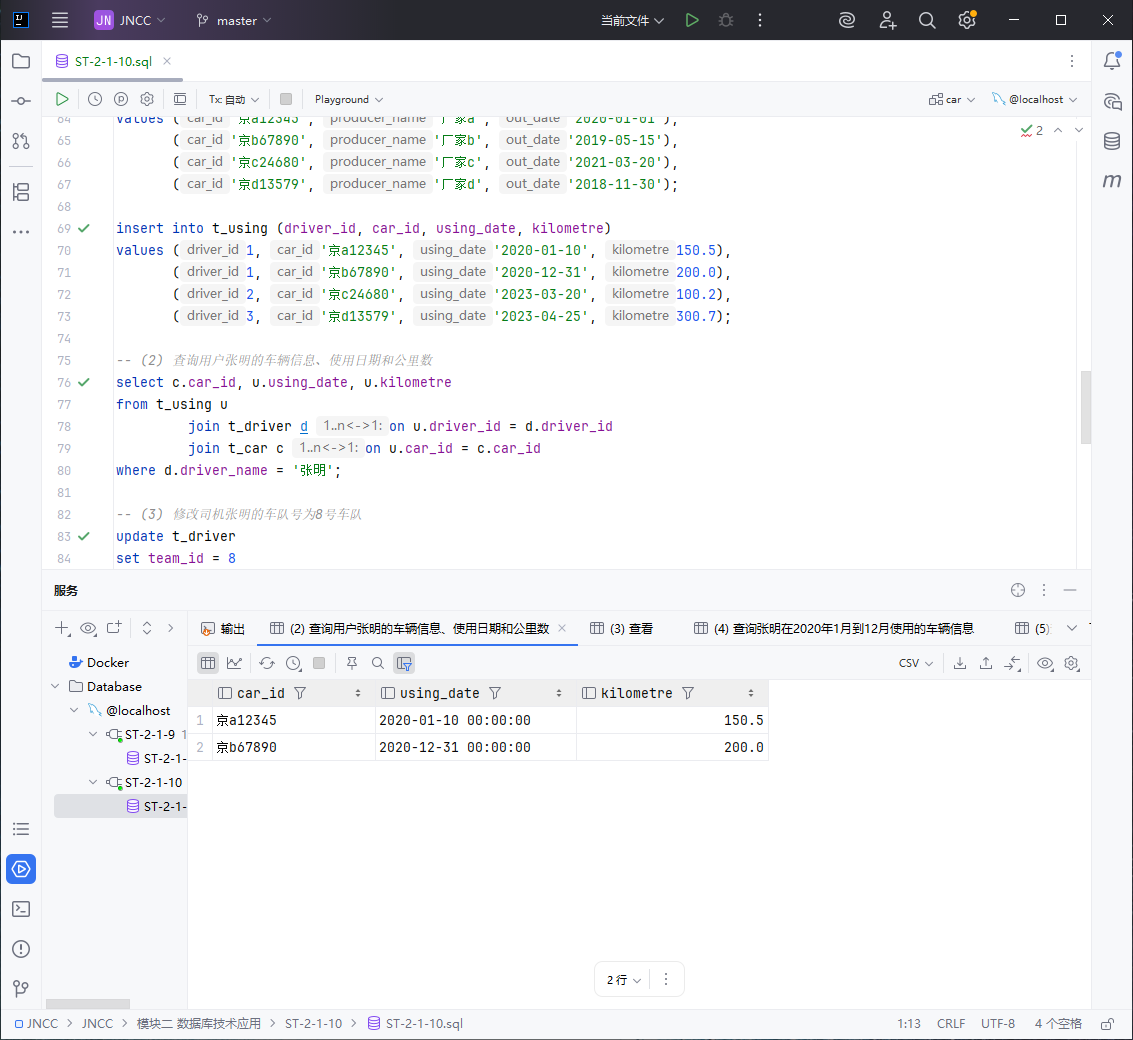 JN JNCC master 当前文件
ST-2-1-10.sql
Tx: 自动 Playground car @localhost
64 values ( car_id '京a12345', producer_name '厂家a', out_date '2020-01-01'),
2
65 ( car_id '京b67890', producer_name '厂家b', out_date '2019-05-15'),
66 ( car_id '京c24680', producer_name '厂家c', out_date '2021-03-20'),
67 ( car_id '京d13579', producer_name '厂家d', out_date '2018-11-30');
68
69 insert into t_using (driver_id, car_id, using_date, kilometre)
70 values ( driver_id 1, car_id '京a12345', using_date '2020-01-10', kilometre 150.5),
71 ( driver_id 1, car_id '京b67890', using_date '2020-12-31', kilometre 200.0),
72 ( driver_id 2, car_id '京c24680', using_date '2023-03-20', kilometre 100.2),
73 ( driver_id 3, car_id '京d13579', using_date '2023-04-25', kilometre 300.7);
74
75 -- (2) 查询用户张明的车辆信息、使用日期和公里数
76 select c.car_id, u.using_date, u.kilometre
77 from t_using u
78 join t_driver d 1..n<->1: on u.driver_id = d.driver_id
79 join t_car c 1..n<->1: on u.car_id = c.car_id
80 where d.driver_name = '张明';
81
82 -- (3) 修改司机张明的车队号为8号车队
83 update t_driver
84 set team_id = 8
服务
输出 (2) 查询用户张明的车辆信息、使用日期和公里数 (3) 查看 (4) 查询张明在2020年1月到12月使用的车辆信息 (5)
CSV
Docker
Database
@localhost
ST-2-1-9 1
ST-2-1-
ST-2-1-10
ST-2-1-
car_id using_date kilometre
1 京a12345 2020-01-10 00:00:00 150.5
2 京b67890 2020-12-31 00:00:00 200.0
2 行
JNCC > JNCC > 模块二 数据库技术应用 > ST-2-1-10 > ST-2-1-10.sql 1:13 CRLF UTF-8 4 个空格
m